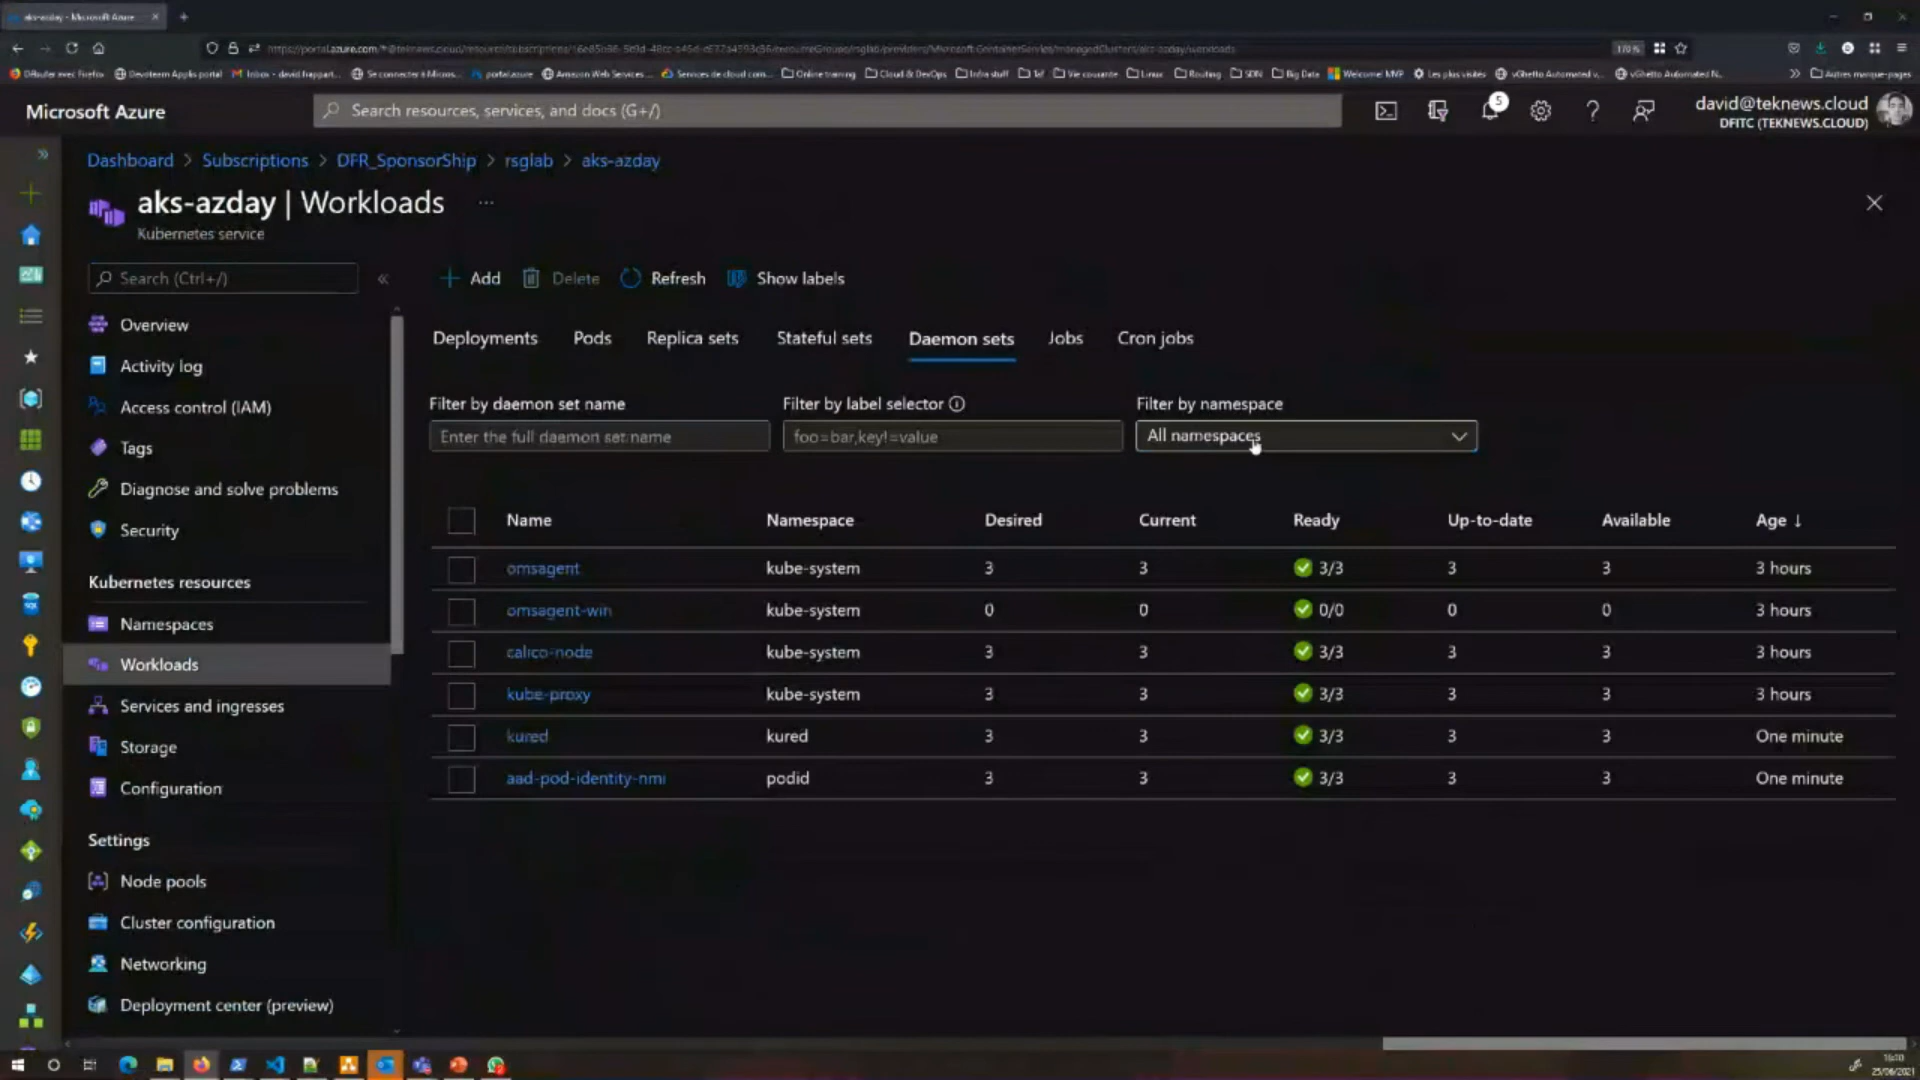 Microsoft Azure
Search resources, services, and docs (G+/)
5
david@teknews.cloud
DFITC (TEKNEWS.CLOUD)
Dashboard > Subscriptions > DFR_SponsorShip > rsglab > aks-azday
aks-azday | Workloads ...
Kubernetes service
Search (Ctrl+/)
Add
Delete
Refresh
Show labels
Overview
Activity log
Access control (IAM)
Tags
Diagnose and solve problems
Security
Kubernetes resources
Namespaces
Workloads
Services and ingresses
Storage
Configuration
Settings
Node pools
Cluster configuration
Networking
Deployment center (preview)
Deployments Pods Replica sets Stateful sets Daemon sets Jobs Cron jobs
Filter by daemon set name
Enter the full daemon set name
Filter by label selector
foo=bar,key!=value
Filter by namespace
All namespaces
Name Namespace Desired Current Ready Up-to-date Available Age ↓
omsagent kube-system 3 3 3/3 3 3 3 hours
omsagent-win kube-system 0 0 0/0 0 0 3 hours
calico-node kube-system 3 3 3/3 3 3 3 hours
kube-proxy kube-system 3 3 3/3 3 3 3 hours
kured kured 3 3 3/3 3 3 One minute
aad-pod-identity-nmi podid 3 3 3/3 3 3 One minute
16:10
25/06/2021